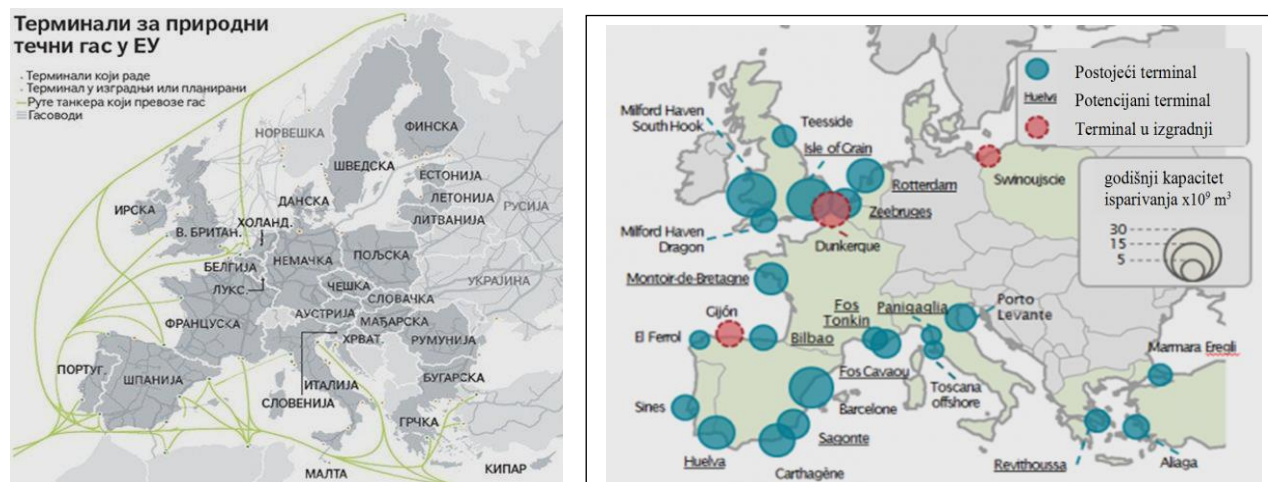 Терминали за природни
течни гас у ЕУ
Терминали који раде
Терминал у изградњи или планирани
Руте танкера који превозе гас
Гасоводи
НОРВЕШКА
ФИНСКА
ШВЕДСКА
ЕСТОНИЈА
ЛЕТОНИЈА
ДАНСКА
ЛИТВАНИЈА
РУСИЈА
ИРСКА
ХОЛАНД.
В. БРИТАН.
БЕЛГИЈА
НЕМАЧКА
ПОЉСКА
УКРАЈИНА
ЛУКС.
ЧЕШКА
СЛОВАЧКА
АУСТРИЈА
МАЂАРСКА
ФРАНЦУСКА
ХРВАТ.
РУМУНИЈА
ПОРТУГ.
ШПАНИЈА
ИТАЛИЈА
БУГАРСКА
СЛОВЕНИЈА
ГРЧКА
МАЛТА
КИПАР
Postojeći terminal
Huelva
Potencijani terminal
Terminal u izgradnji
godišnji kapacitet
isparivanja x10⁹ m³
30
15
5
Milford Haven
South Hook
Teesside
Isle of Grain
Rotterdam
Swinoujscie
Zeebruges
Milford Haven
Dragon
Dunkerque
Montoir-de-Bretagne
Gijón
Fos
Tonkin
Panigaglia
Porto
Levante
El Ferrol
Bilbao
Marmara Eregli
Fos Cavaou
Toscana
offshore
Sines
Barcelone
Sagonte
Huelva
Carthagène
Revithoussa
Aliaga